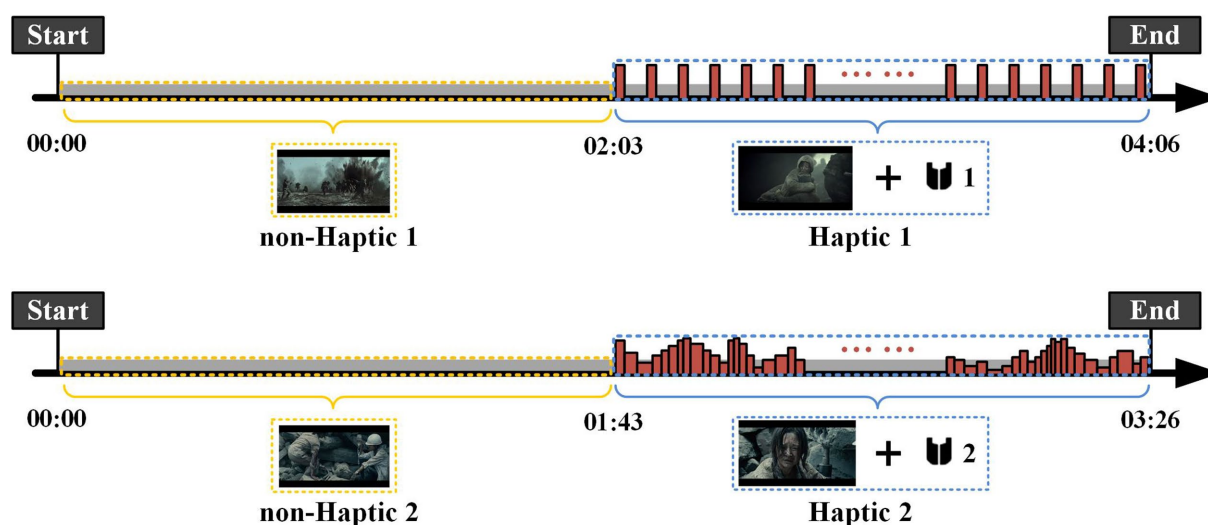 Start
End
00:00
02:03
04:06
1
non-Haptic 1
Haptic 1
Start
End
00:00
01:43
03:26
2
non-Haptic 2
Haptic 2